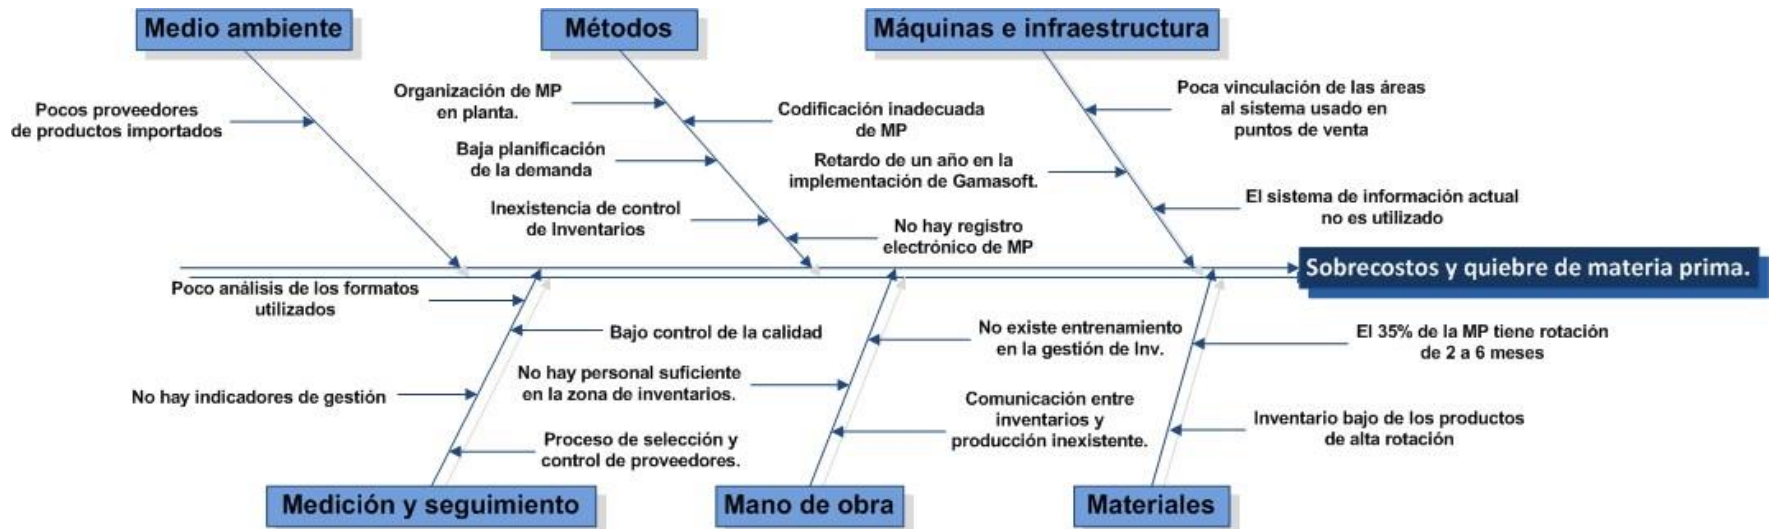 Medio ambiente
Métodos
Máquinas e infraestructura
Pocos proveedores
de productos importados
Organización de MP
en planta.
Codificación inadecuada
de MP
Baja planificación
de la demanda
Inexistencia de control
de Inventarios
No hay registro
electrónico de MP
Poca vinculación de las áreas
al sistema usado en
puntos de venta
Retardo de un año en la
implementación de Gamasoft.
El sistema de información actual
no es utilizado
Sobrecostos y quiebre de materia prima.
Poco análisis de los formatos
utilizados
Bajo control de la calidad
No hay indicadores de gestión
Proceso de selección y
control de proveedores.
No existe entrenamiento
en la gestión de Inv.
No hay personal suficiente
en la zona de inventarios.
Comunicación entre
inventarios y
producción inexistente.
El 35% de la MP tiene rotación
de 2 a 6 meses
Inventario bajo de los productos
de alta rotación
Medición y seguimiento
Mano de obra
Materiales